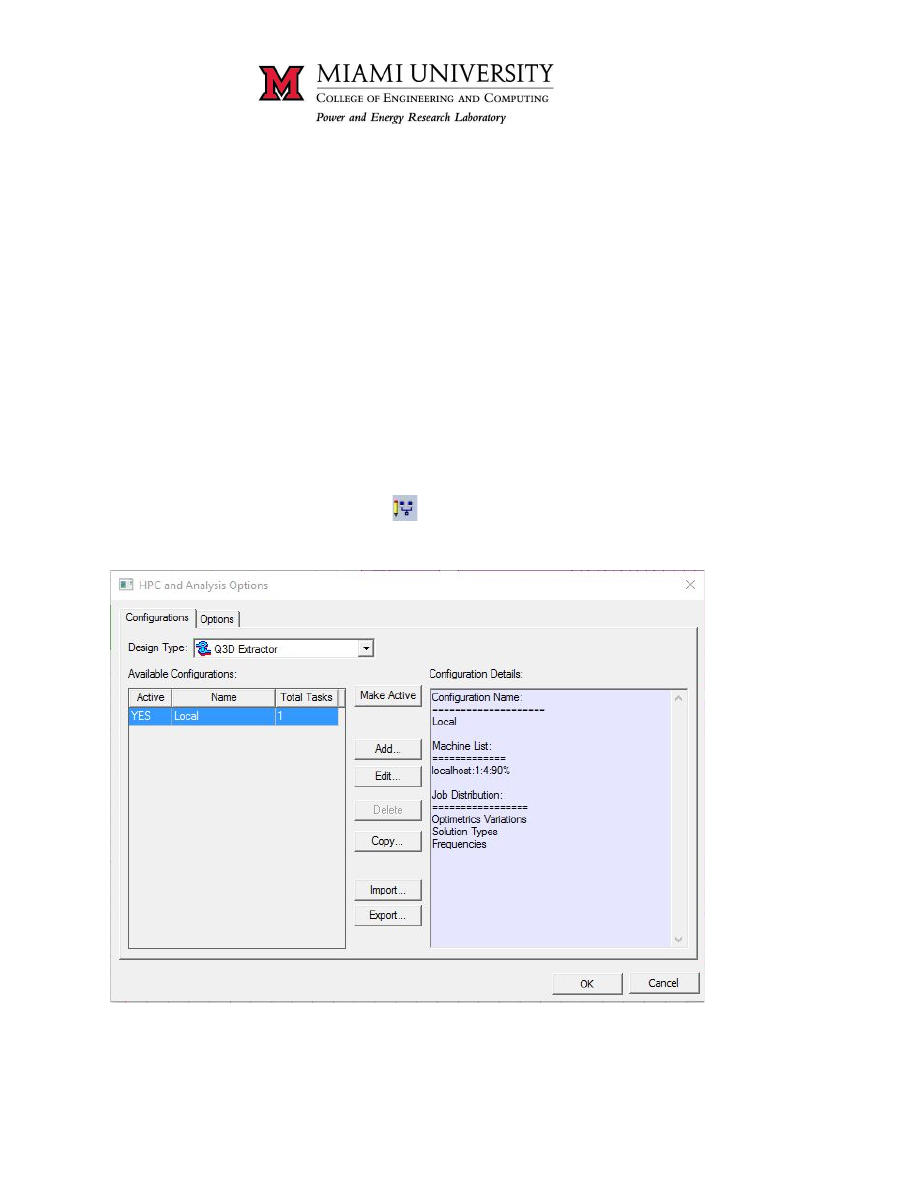 M
MIAMI UNIVERSITY
COLLEGE OF ENGINEERING AND COMPUTING
Power and Energy Research Laboratory
HPC and Analysis Options
Configurations Options
Design Type: Q3D Extractor
Available Configurations:
Active Name Total Tasks
YES Local 1
Make Active
Add...
Edit...
Delete
Copy...
Import...
Export...
Configuration Details:
Configuration Name:
====================
Local
Machine List:
=============
localhost:1:4:90%
Job Distribution:
=================
Optimetrics Variations
Solution Types
Frequencies
OK Cancel